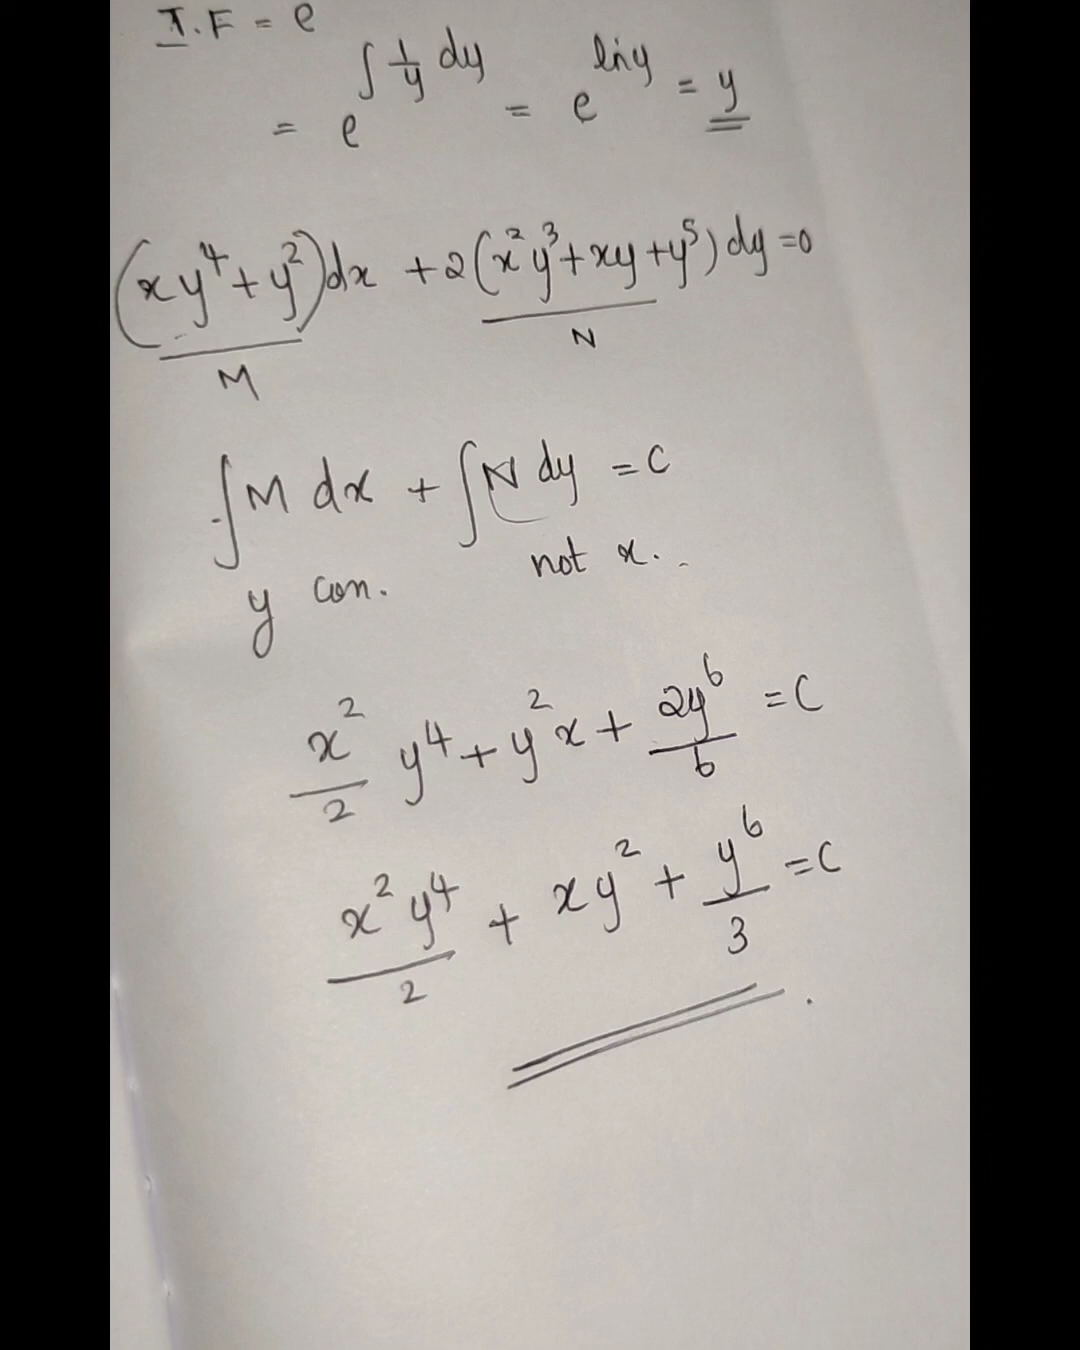 I.F = e
= e^{∫ 1/y dy} = e^{ln y} = y
(xy⁴ + y²)dx + 2(x²y³ + xy + y⁵) dy = 0
M N
∫M dx + ∫N dy = C
y con. not x.
x²/2 y⁴ + y²x + 2y⁶/6 = C
x²y⁴/2 + xy² + y⁶/3 = C